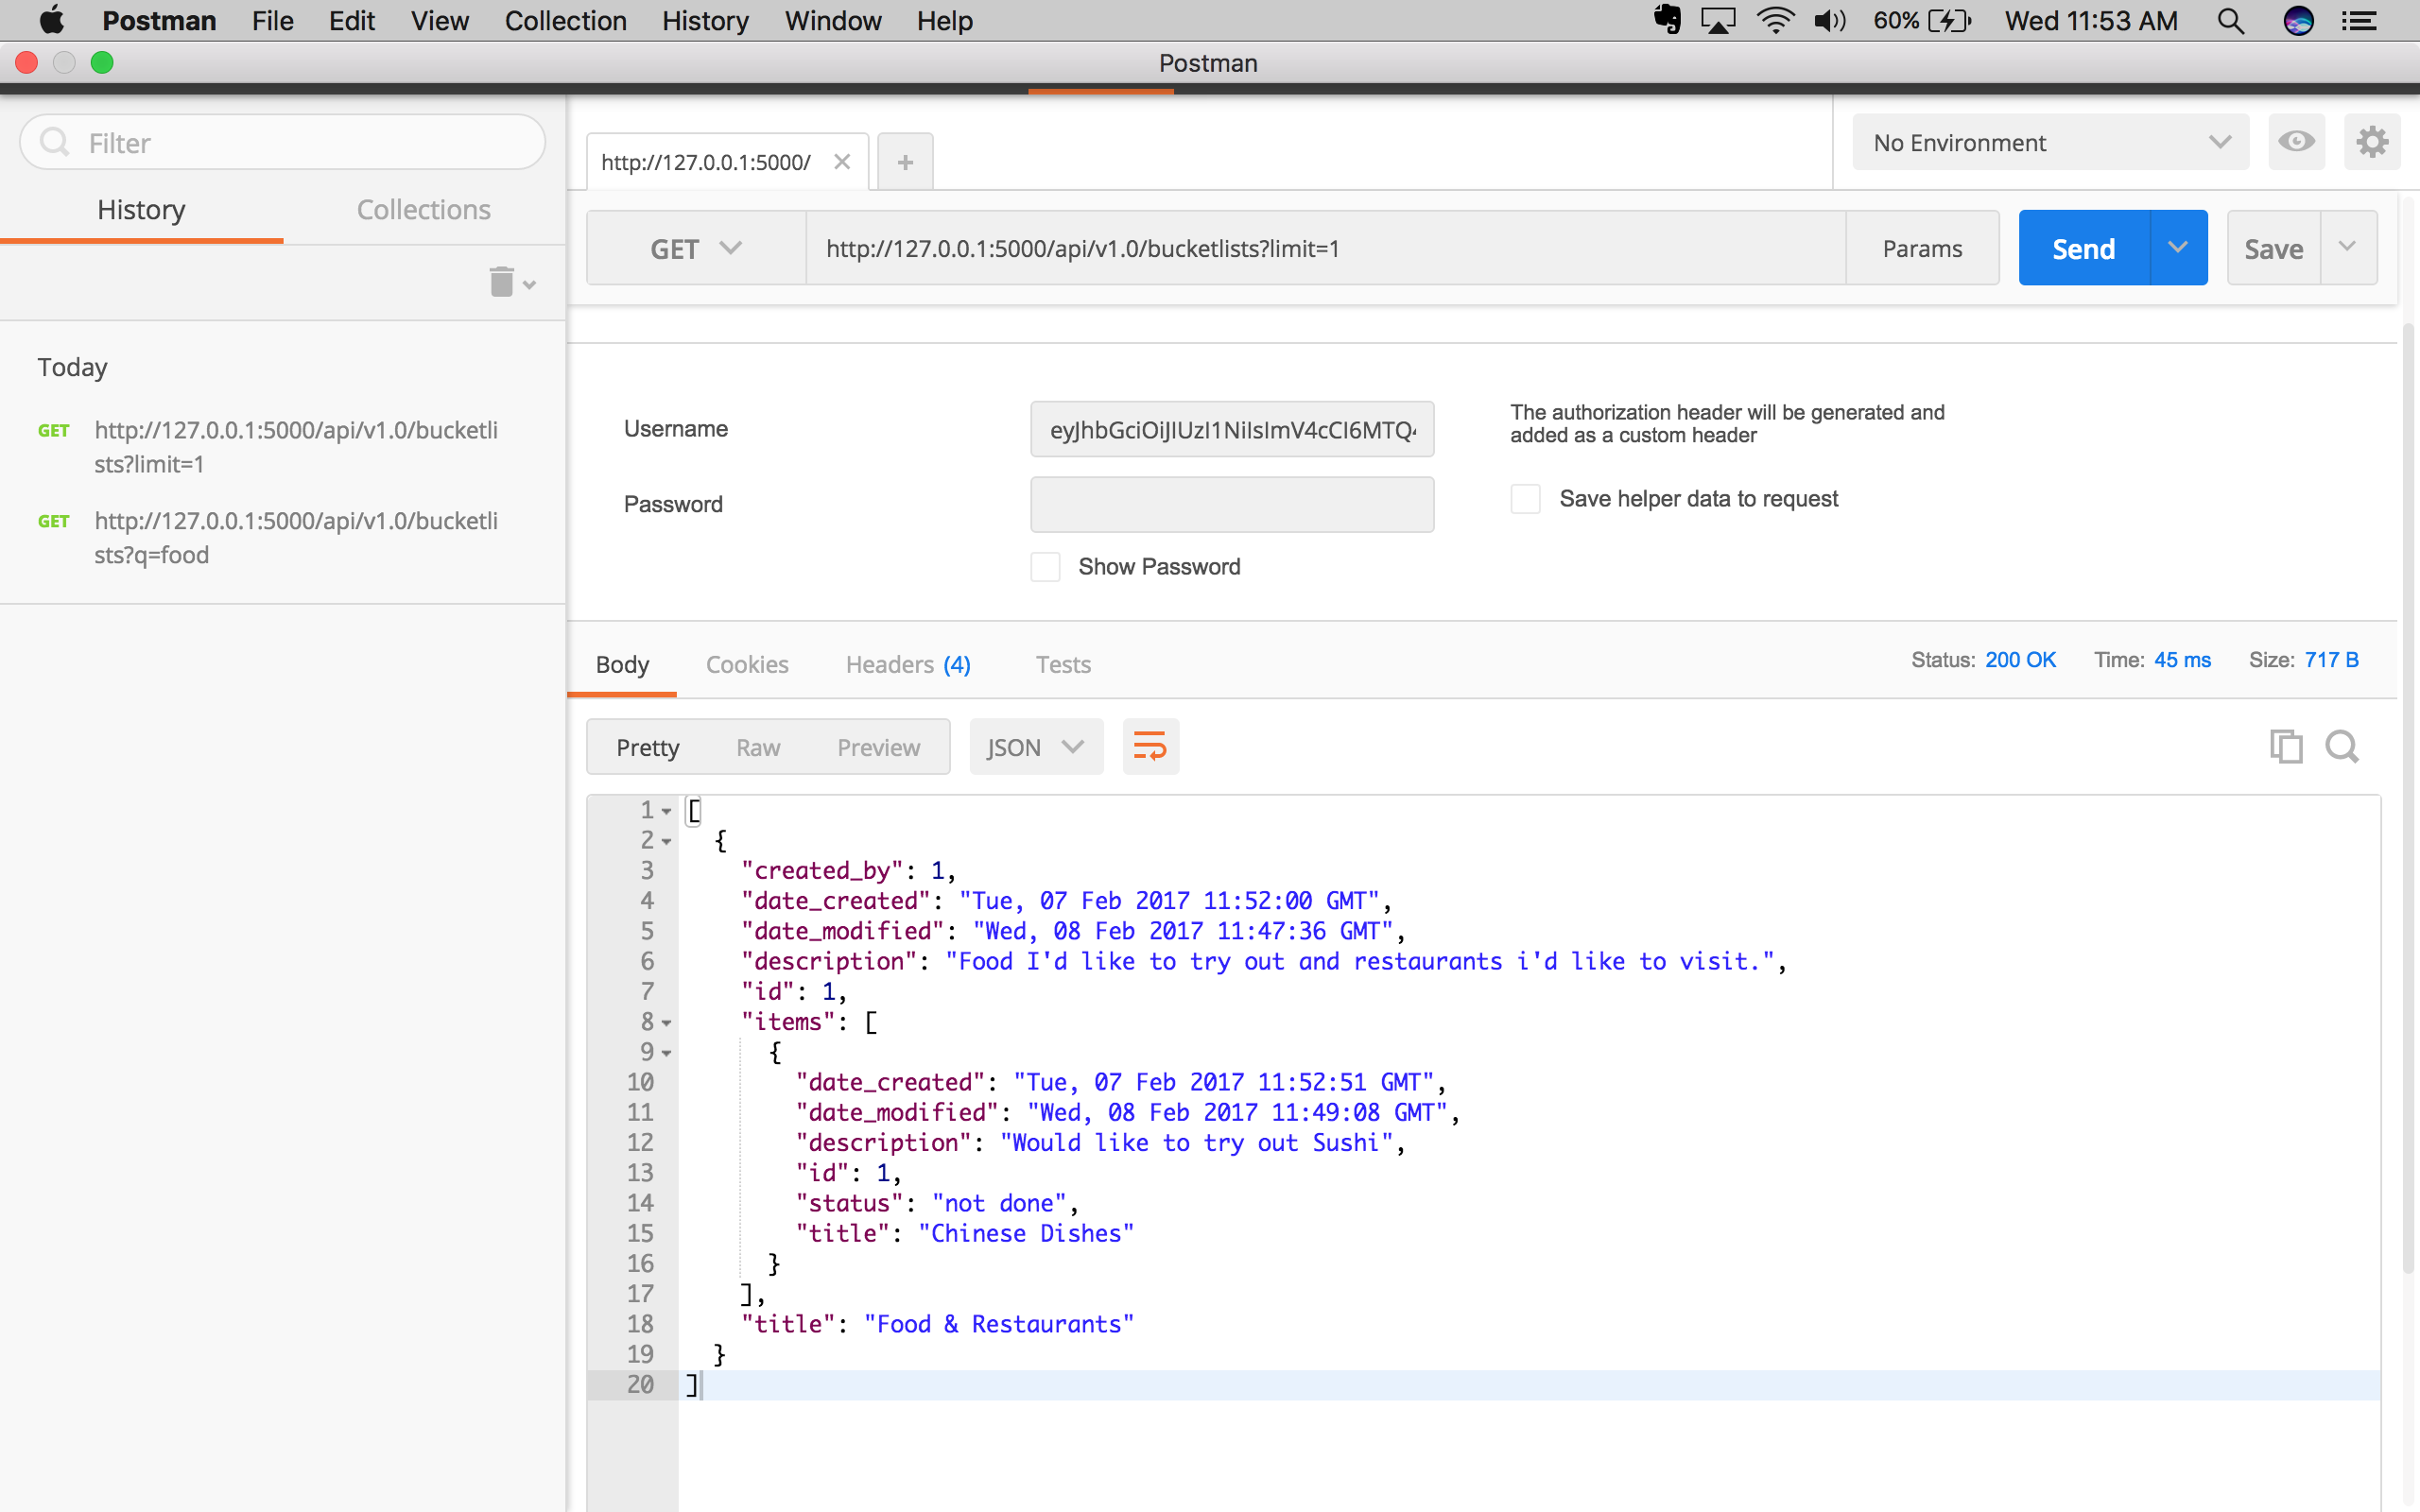 Postman File Edit View Collection History Window Help 60% Wed 11:53 AM
Postman
Filter
History Collections
Today
GET http://127.0.0.1:5000/api/v1.0/bucketli
sts?limit=1
GET http://127.0.0.1:5000/api/v1.0/bucketli
sts?q=food
http://127.0.0.1:5000/ +
No Environment
GET http://127.0.0.1:5000/api/v1.0/bucketlists?limit=1 Params Send Save
Username eyJhbGciOiJIUzI1NiIsImV4cCI6MTQ
The authorization header will be generated and
added as a custom header
Password
Save helper data to request
Show Password
Body Cookies Headers (4) Tests Status: 200 OK Time: 45 ms Size: 717 B
Pretty Raw Preview JSON
1 [
2 {
3 "created_by": 1,
4 "date_created": "Tue, 07 Feb 2017 11:52:00 GMT",
5 "date_modified": "Wed, 08 Feb 2017 11:47:36 GMT",
6 "description": "Food I'd like to try out and restaurants i'd like to visit.",
7 "id": 1,
8 "items": [
9 {
10 "date_created": "Tue, 07 Feb 2017 11:52:51 GMT",
11 "date_modified": "Wed, 08 Feb 2017 11:49:08 GMT",
12 "description": "Would like to try out Sushi",
13 "id": 1,
14 "status": "not done",
15 "title": "Chinese Dishes"
16 }
17 ],
18 "title": "Food & Restaurants"
19 }
20 ]